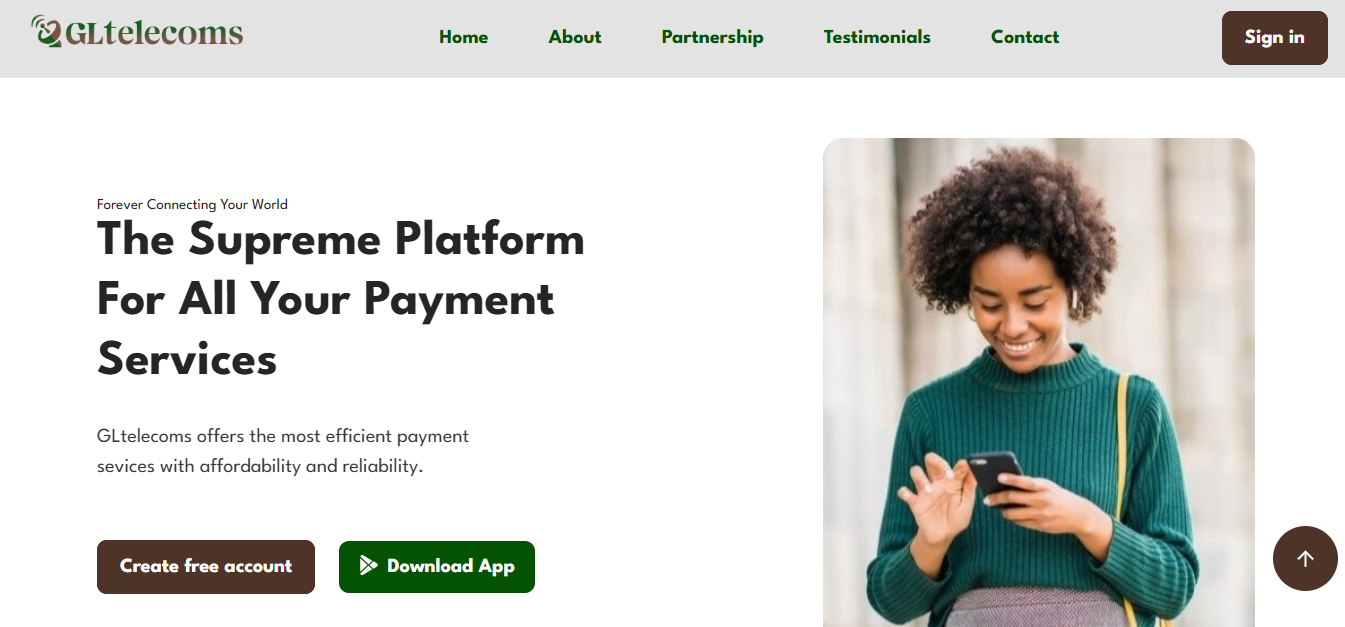 GLtelecoms
Home
About
Partnership
Testimonials
Contact
Sign in
Forever Connecting Your World
The Supreme Platform
For All Your Payment
Services
GLtelecoms offers the most efficient payment
sevices with affordability and reliability.
Create free account
Download App